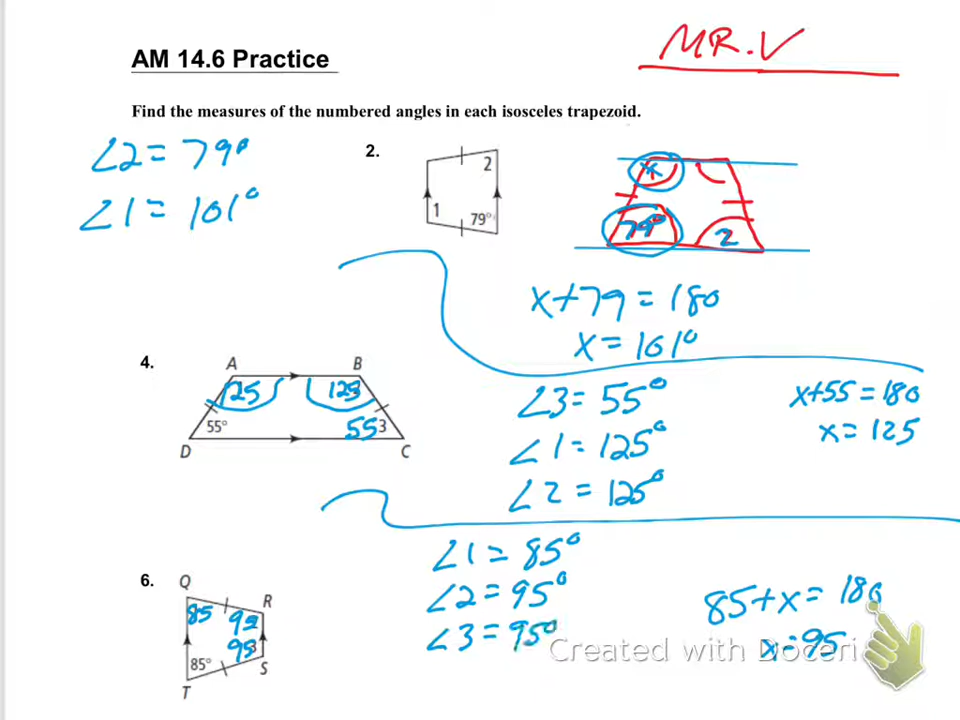 MR.V
AM 14.6 Practice
Find the measures of the numbered angles in each isosceles trapezoid.
∠2 = 79°
∠1 = 101°
2.
2
1
79°
x
79°
2
x+79 = 180
x = 101°
4.
A B
125 125
55° 55 3
D C
∠3 = 55°
∠1 = 125°
∠2 = 125°
x+55 = 180
x = 125
6.
Q
R
85 95
95
85°
S
T
∠1 = 85°
∠2 = 95°
∠3 = 95°
85+x = 180
x = 95
Created with Doceri